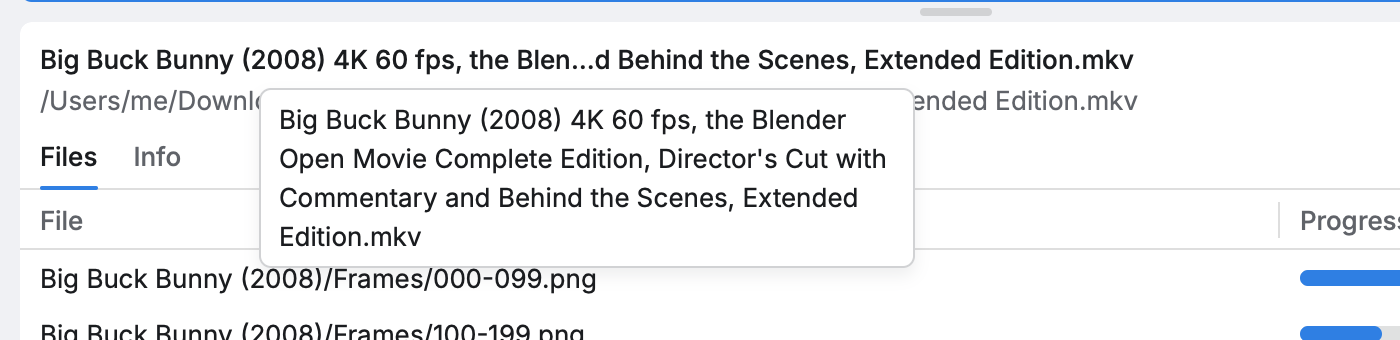 Big Buck Bunny (2008) 4K 60 fps, the Blen...d Behind the Scenes, Extended Edition.mkv
/Users/me/ Edition.mkv
Big Buck Bunny (2008) 4K 60 fps, the Blender
Open Movie Complete Edition, Director's Cut with
Commentary and Behind the Scenes, Extended
Edition.mkv
Files Info
File
Big Buck Bunny (2008)/Frames/000-099.png
Big Buck Bunny (2008)/Frames/100-199.png